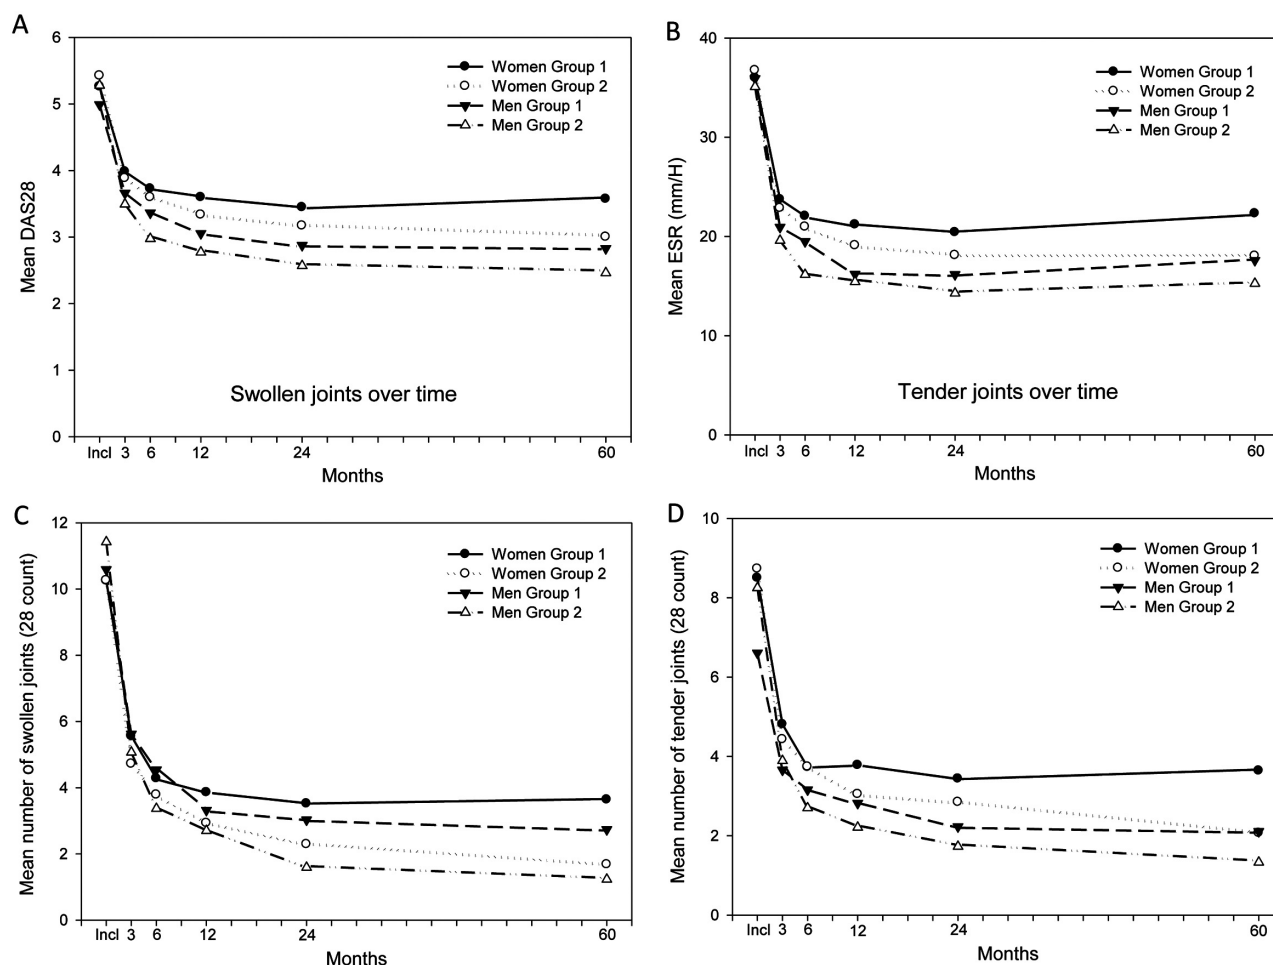 A
Mean DAS28
6
5
4
3
2
1
0
Women Group 1
Women Group 2
Men Group 1
Men Group 2
Swollen joints over time
Incl 3 6 12 24 60
Months
B
Mean ESR (mm/H)
40
30
20
10
0
Women Group 1
Women Group 2
Men Group 1
Men Group 2
Tender joints over time
Incl 3 6 12 24 60
Months
C
Mean number of swollen joints (28 count)
12
10
8
6
4
2
0
Women Group 1
Women Group 2
Men Group 1
Men Group 2
Incl 3 6 12 24 60
Months
D
Mean number of tender joints (28 count)
10
8
6
4
2
0
Women Group 1
Women Group 2
Men Group 1
Men Group 2
Incl 3 6 12 24 60
Months